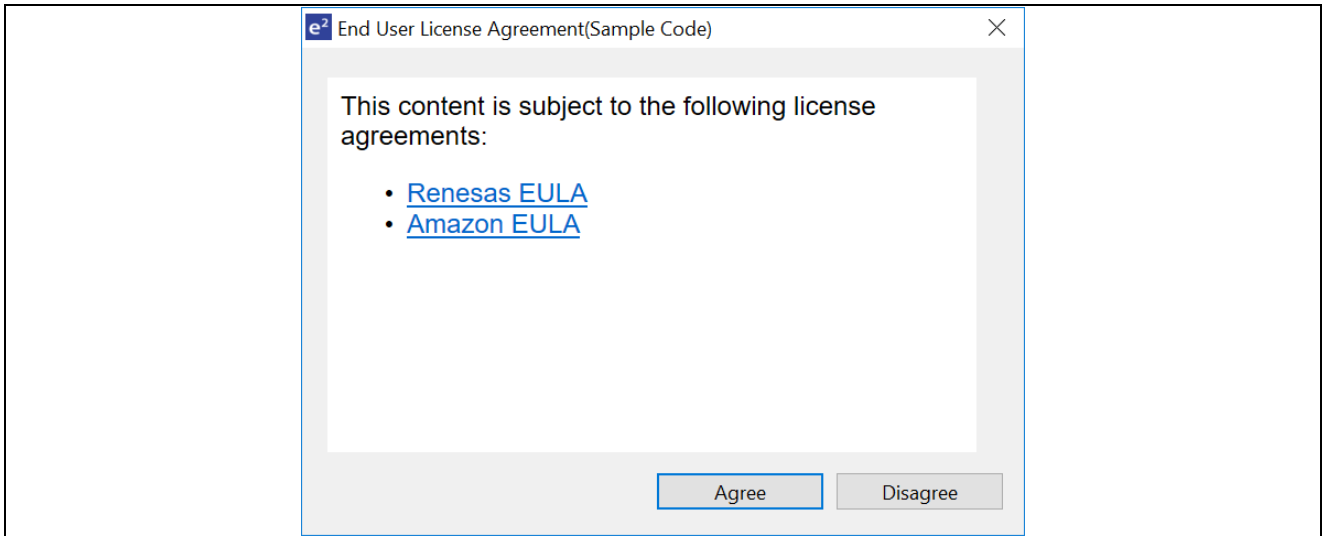 e² End User License Agreement(Sample Code)
This content is subject to the following license
agreements:
• Renesas EULA
• Amazon EULA
Agree Disagree